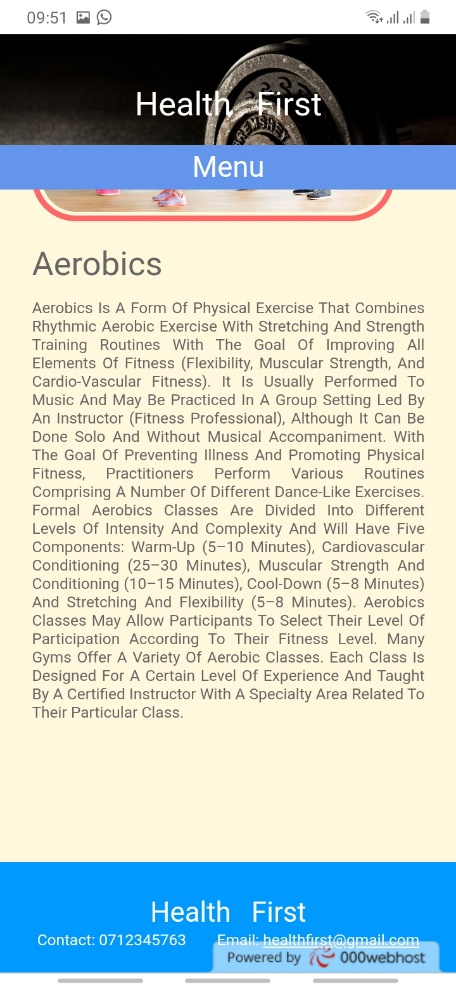 09:51
Health First
Menu
Aerobics
Aerobics Is A Form Of Physical Exercise That Combines
Rhythmic Aerobic Exercise With Stretching And Strength
Training Routines With The Goal Of Improving All
Elements Of Fitness (Flexibility, Muscular Strength, And
Cardio-Vascular Fitness). It Is Usually Performed To
Music And May Be Practiced In A Group Setting Led By
An Instructor (Fitness Professional), Although It Can Be
Done Solo And Without Musical Accompaniment. With
The Goal Of Preventing Illness And Promoting Physical
Fitness, Practitioners Perform Various Routines
Comprising A Number Of Different Dance-Like Exercises.
Formal Aerobics Classes Are Divided Into Different
Levels Of Intensity And Complexity And Will Have Five
Components: Warm-Up (5–10 Minutes), Cardiovascular
Conditioning (25–30 Minutes), Muscular Strength And
Conditioning (10–15 Minutes), Cool-Down (5–8 Minutes)
And Stretching And Flexibility (5–8 Minutes). Aerobics
Classes May Allow Participants To Select Their Level Of
Participation According To Their Fitness Level. Many
Gyms Offer A Variety Of Aerobic Classes. Each Class Is
Designed For A Certain Level Of Experience And Taught
By A Certified Instructor With A Specialty Area Related To
Their Particular Class.
Health First
Contact: 0712345763 Email: healthfirst@gmail.com
Powered by 000webhost